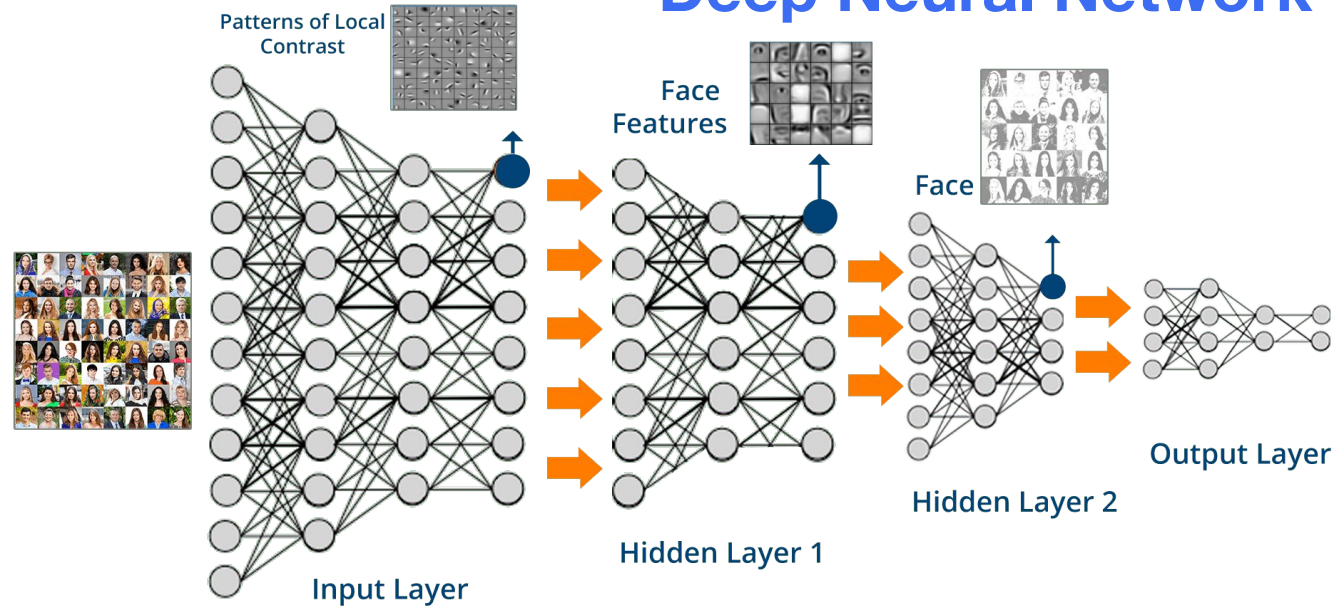 Deep Neural Network
Patterns of Local
Contrast
Face
Features
Face
Output Layer
Hidden Layer 2
Hidden Layer 1
Input Layer